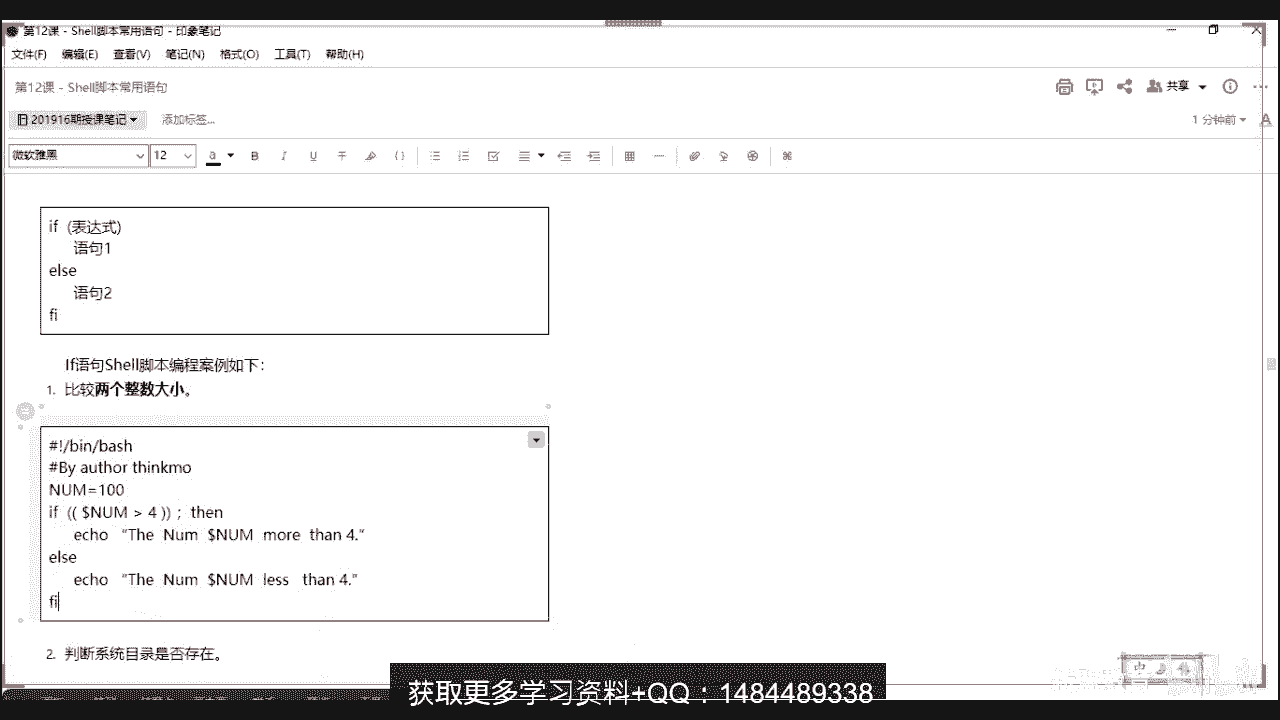 第12课 - Shell脚本常用语句 - 印象笔记
文件(F) 编辑(E) 查看(V) 笔记(N) 格式(O) 工具(T) 帮助(H)
第12课 - Shell脚本常用语句
共享
201916期授课笔记 添加标签...
1 分钟前
微软雅黑 12
if (表达式)
语句1
else
语句2
fi
If语句Shell脚本编程案例如下：
1. 比较两个整数大小。
#!/bin/bash
#By author thinkmo
NUM=100
if (( $NUM > 4 )) ; then
echo “The Num $NUM more than 4.”
else
echo “The Num $NUM less than 4.”
fi
2. 判断系统目录是否存在。
获取更多学习资料+QQ：1484489338